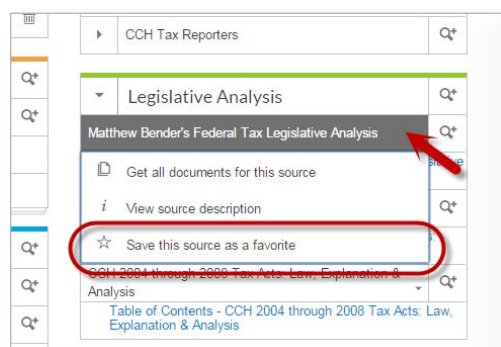 CCH Tax Reporters
Legislative Analysis
Matthew Bender's Federal Tax Legislative Analysis
Get all documents for this source
i View source description
Save this source as a favorite
CCH 2004 through 2008 Tax Acts: Law, Explanation &
Analysis
Table of Contents - CCH 2004 through 2008 Tax Acts: Law,
Explanation & Analysis